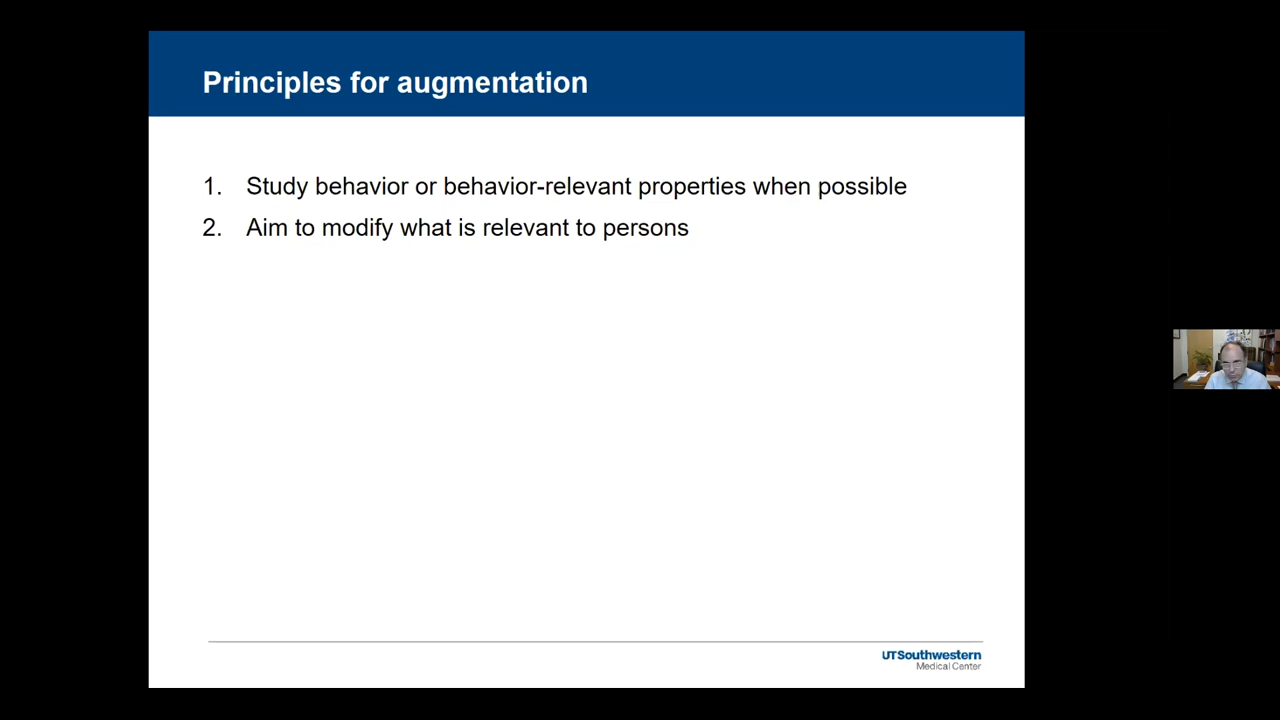 Principles for augmentation
1. Study behavior or behavior-relevant properties when possible
2. Aim to modify what is relevant to persons
UTSouthwestern
Medical Center